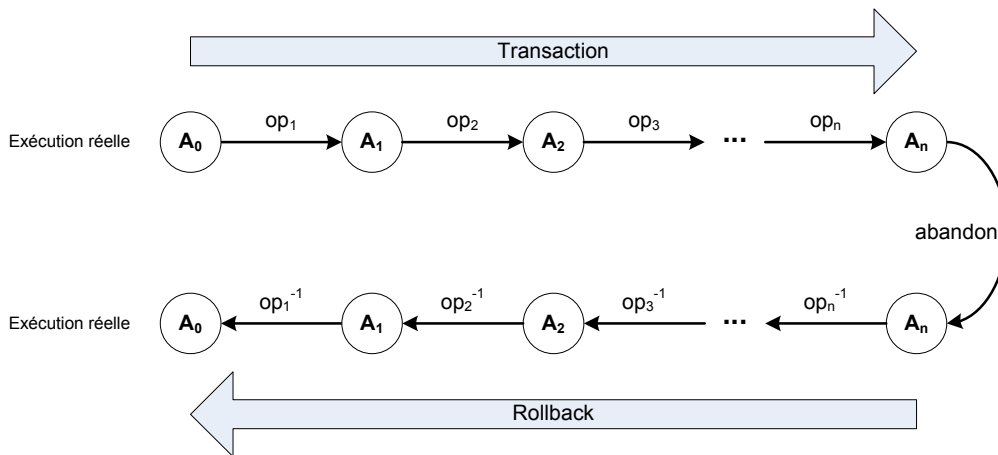 Transaction
op₁ op₂ op₃ opₙ
Exécution réelle A₀ A₁ A₂ ... Aₙ
abandon
op₁⁻¹ op₂⁻¹ op₃⁻¹ opₙ⁻¹
Exécution réelle A₀ A₁ A₂ ... Aₙ
Rollback